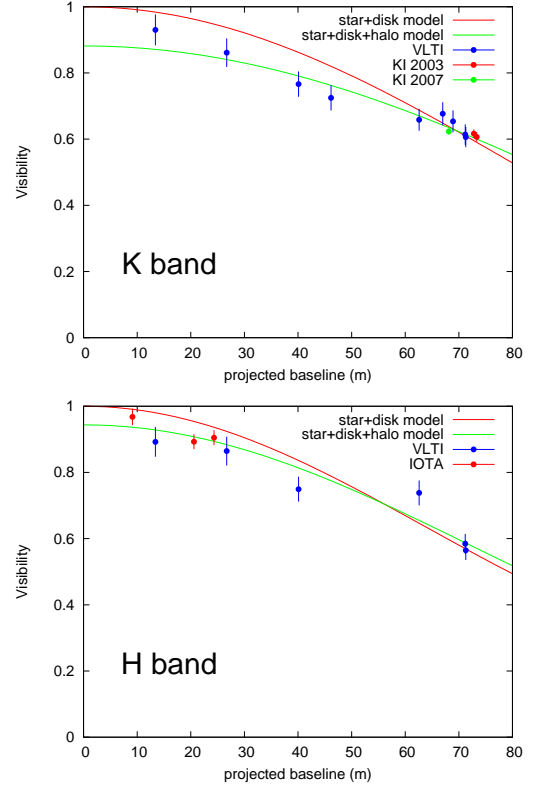 star+disk model
star+disk+halo model
VLTI
KI 2003
KI 2007
1
0.8
0.6
0.4
0.2
0
Visibility
K band
0 10 20 30 40 50 60 70 80
projected baseline (m)
star+disk model
star+disk+halo model
VLTI
IOTA
1
0.8
0.6
0.4
0.2
0
Visibility
H band
0 10 20 30 40 50 60 70 80
projected baseline (m)